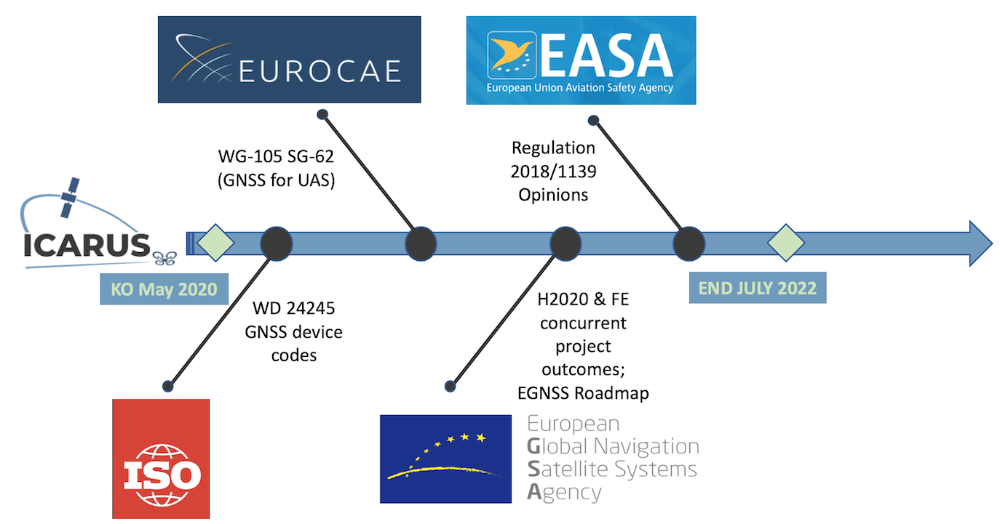 EUROCAE
EASA
European Union Aviation Safety Agency
WG-105 SG-62
(GNSS for UAS)
Regulation
2018/1139
Opinions
ICARUS
KO May 2020
END JULY 2022
WD 24245
GNSS device
codes
H2020 & FE
concurrent
project
outcomes;
EGNSS Roadmap
ISO
European
Global Navigation
Satellite Systems
Agency